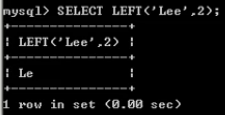 mysql> SELECT LEFT('Lee',2);
+---------------+
| LEFT('Lee',2) |
+---------------+
| Le            |
+---------------+
1 row in set (0.00 sec)